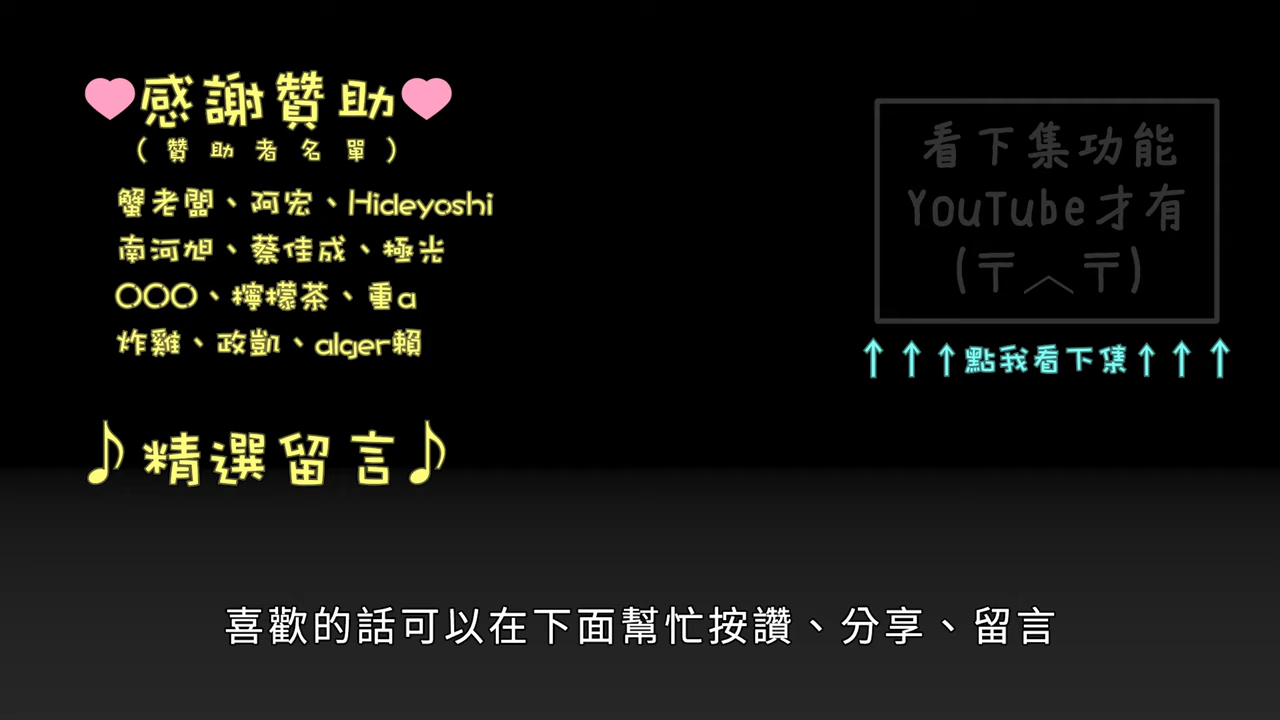 感謝贊助
(贊助者名單)
蟹老闆、阿宏、Hideyoshi
南河旭、蔡佳成、極光
OOO、檸檬茶、重a
炸雞、政凱、alger賴
看下集功能
YouTube才有
(〒︿〒)
↑↑↑點我看下集↑↑↑
♪精選留言♪
喜歡的話可以在下面幫忙按讚、分享、留言